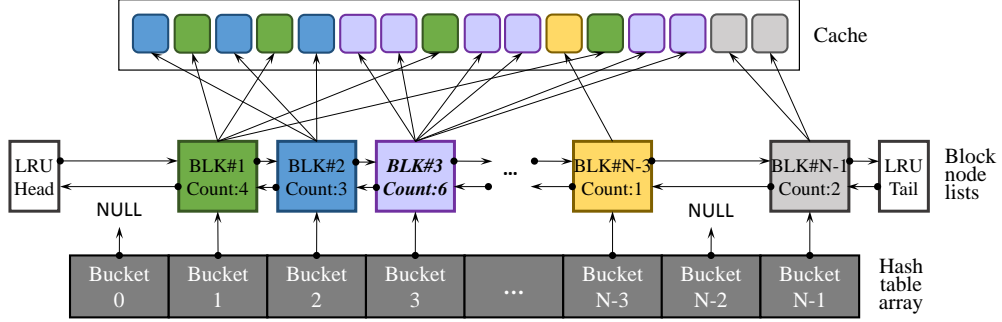 Cache
LRU
Head
BLK#1
Count:4
BLK#2
Count:3
BLK#3
Count:6
...
BLK#N-3
Count:1
BLK#N-1
Count:2
LRU
Tail
Block
node
lists
NULL
NULL
Bucket
0
Bucket
1
Bucket
2
Bucket
3
...
Bucket
N-3
Bucket
N-2
Bucket
N-1
Hash
table
array